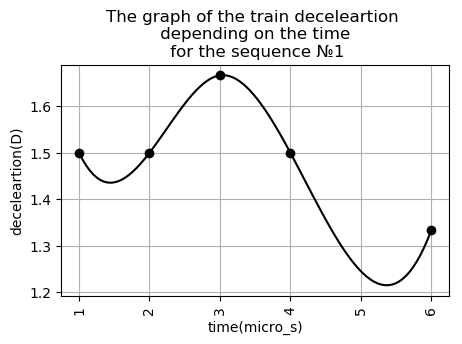 The graph of the train deceleartion
depending on the time
for the sequence №1
deceleartion(D)
1.6
1.5
1.4
1.3
1.2
1
2
3
4
5
6
time(micro_s)